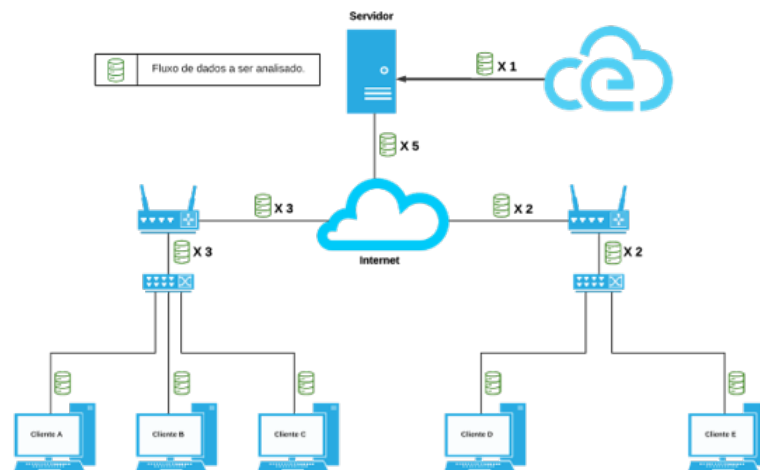 Servidor
Fluxo de dados a ser analisado.
X 1
X 5
X 3
X 2
Internet
X 3
X 2
Cliente A
Cliente B
Cliente C
Cliente D
Cliente E